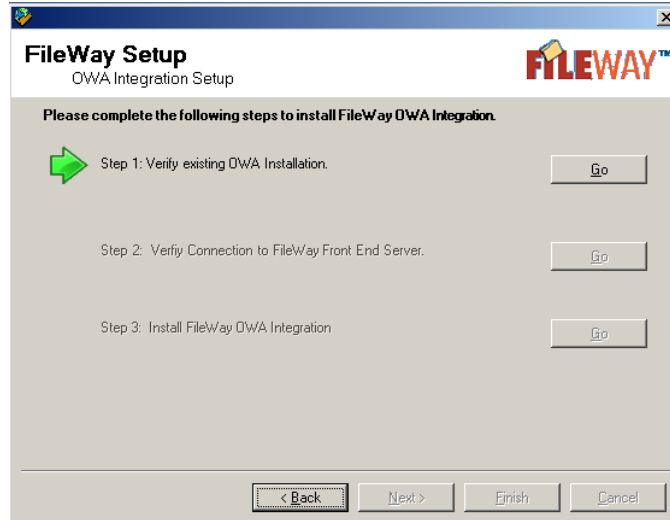 FileWay Setup
OWA Integration Setup
FILEWAY™
Please complete the following steps to install FileWay OWA Integration.
Step 1: Verify existing OWA Installation.
Go
Step 2: Verfiy Connection to FileWay Front End Server.
Go
Step 3: Install FileWay OWA Integration
Go
< Back
Next >
Finish
Cancel